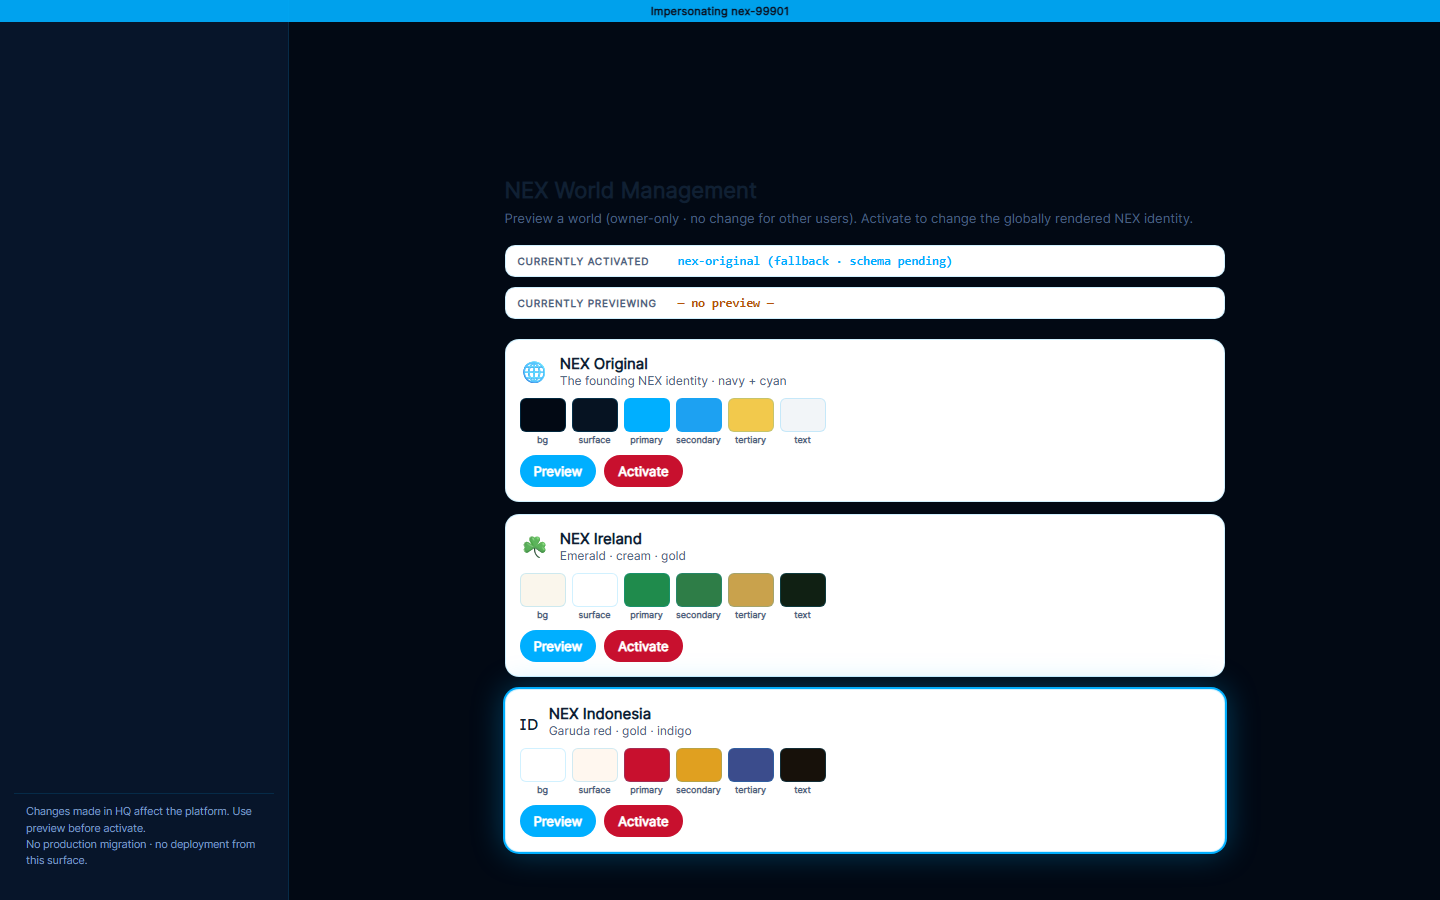 Impersonating nex-99901
NEX World Management
Preview a world (owner-only · no change for other users). Activate to change the globally rendered NEX identity.
CURRENTLY ACTIVATED nex-original (fallback · schema pending)
CURRENTLY PREVIEWING — no preview —
NEX Original
The founding NEX identity · navy + cyan
bg surface primary secondary tertiary text
Preview Activate
NEX Ireland
Emerald · cream · gold
bg surface primary secondary tertiary text
Preview Activate
ID NEX Indonesia
Garuda red · gold · indigo
bg surface primary secondary tertiary text
Preview Activate
Changes made in HQ affect the platform. Use
preview before activate.
No production migration · no deployment from
this surface.